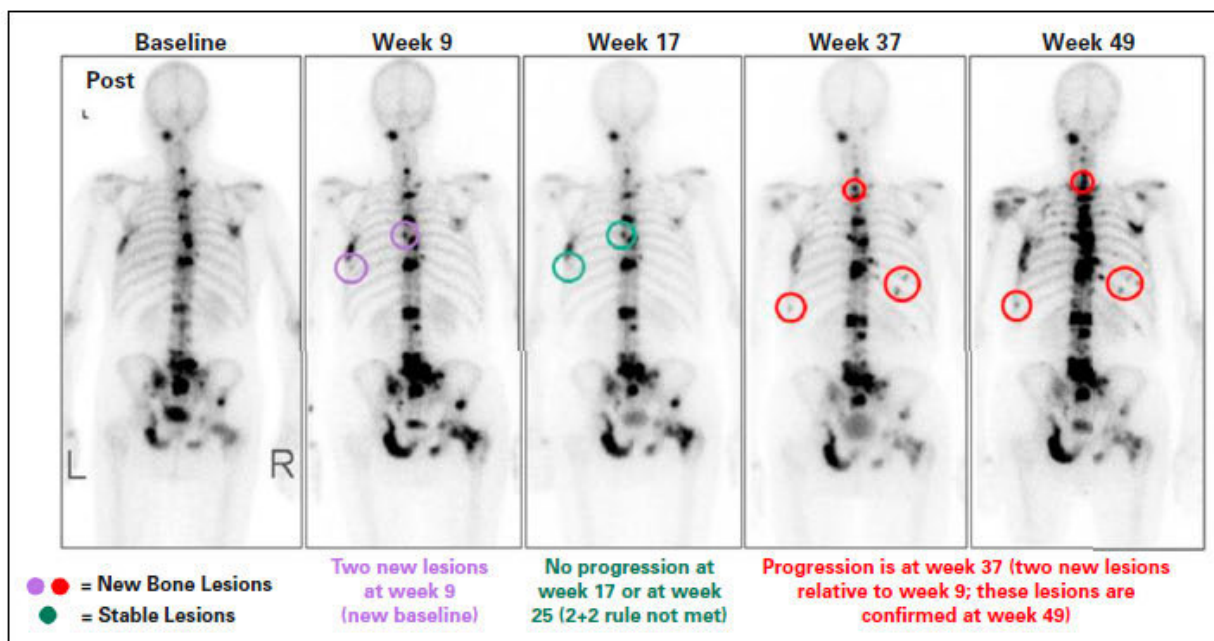 Baseline
Week 9
Week 17
Week 37
Week 49
Post
L
L
R
= New Bone Lesions
= Stable Lesions
Two new lesions
at week 9
(new baseline)
No progression at
week 17 or at week
25 (2+2 rule not met)
Progression is at week 37 (two new lesions
relative to week 9; these lesions are
confirmed at week 49)